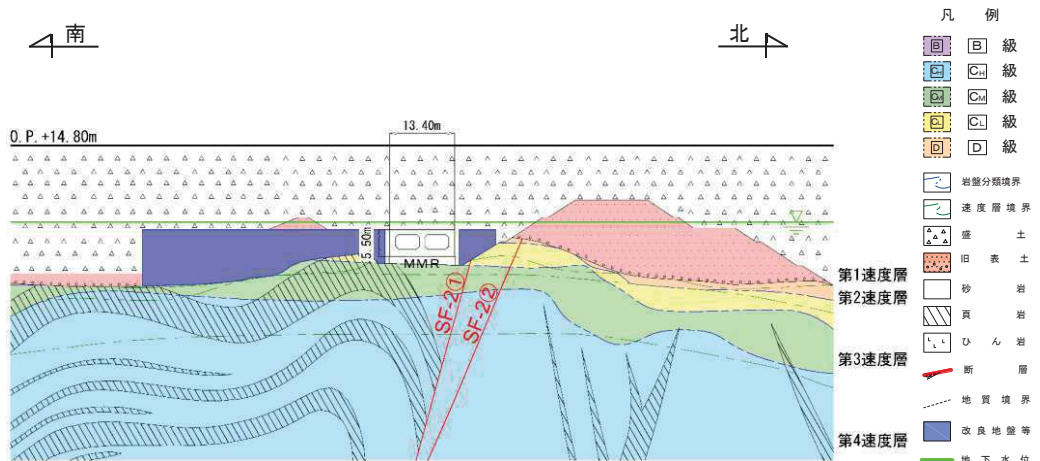 南
北
13.40m
O.P.+14.80m
5.50m
MMR
SF-2①
SF-2②
第1速度層
第2速度層
第3速度層
第4速度層
凡 例
B B 級
CH CH 級
CM CM 級
CL CL 級
D D 級
岩盤分類境界
速度層境界
盛 土
旧 表 土
砂 岩
頁 岩
ひ ん 岩
断 層
地質境界
改良地盤等
地下水位